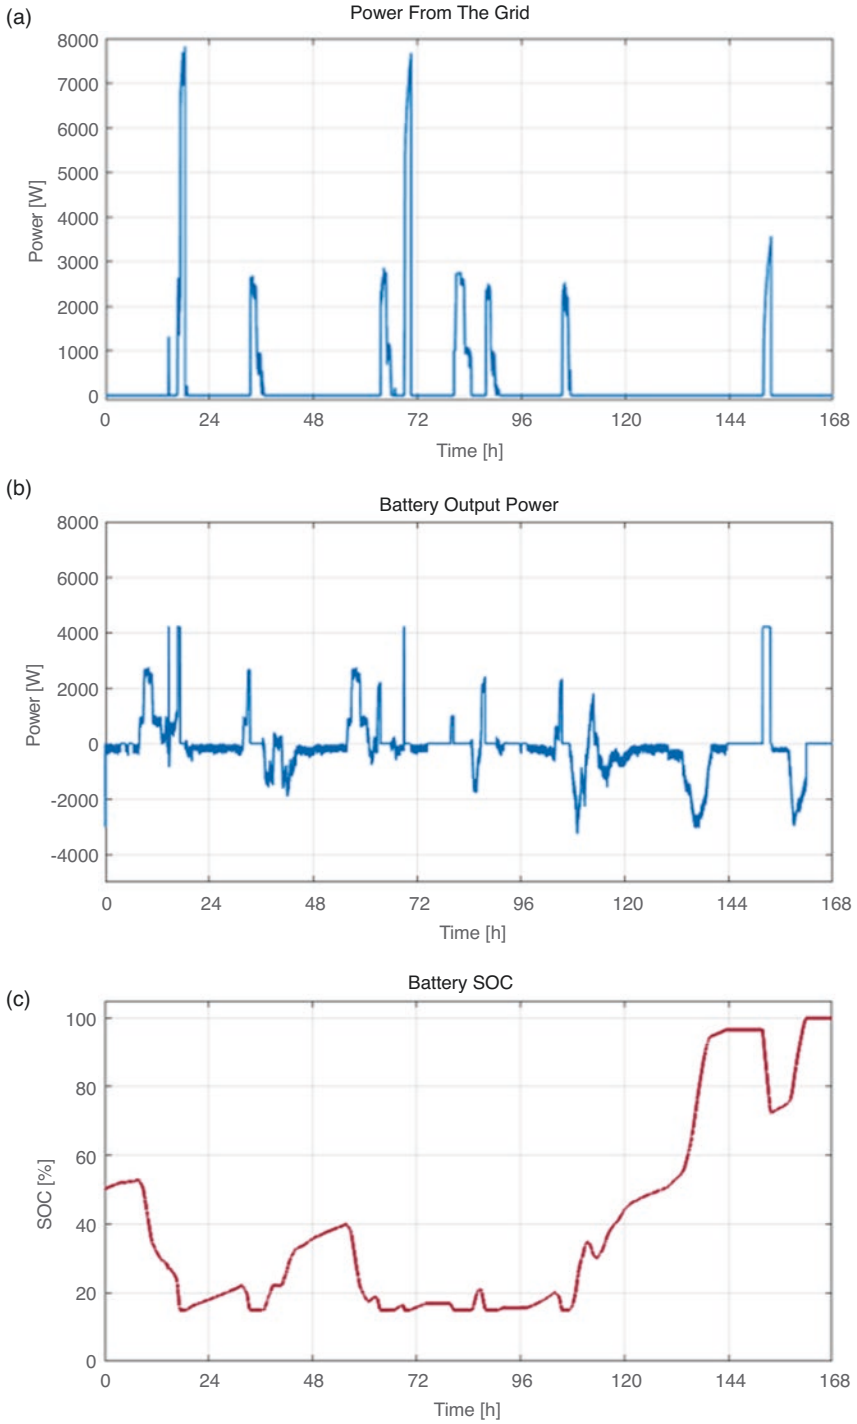 (a)
Power From The Grid
8000
7000
6000
5000
4000
3000
2000
1000
0
Power [W]
0 24 48 72 96 120 144 168
Time [h]
(b)
Battery Output Power
8000
6000
4000
2000
0
-2000
-4000
Power [W]
0 24 48 72 96 120 144 168
Time [h]
(c)
Battery SOC
100
80
60
40
20
0
SOC [%]
0 24 48 72 96 120 144 168
Time [h]